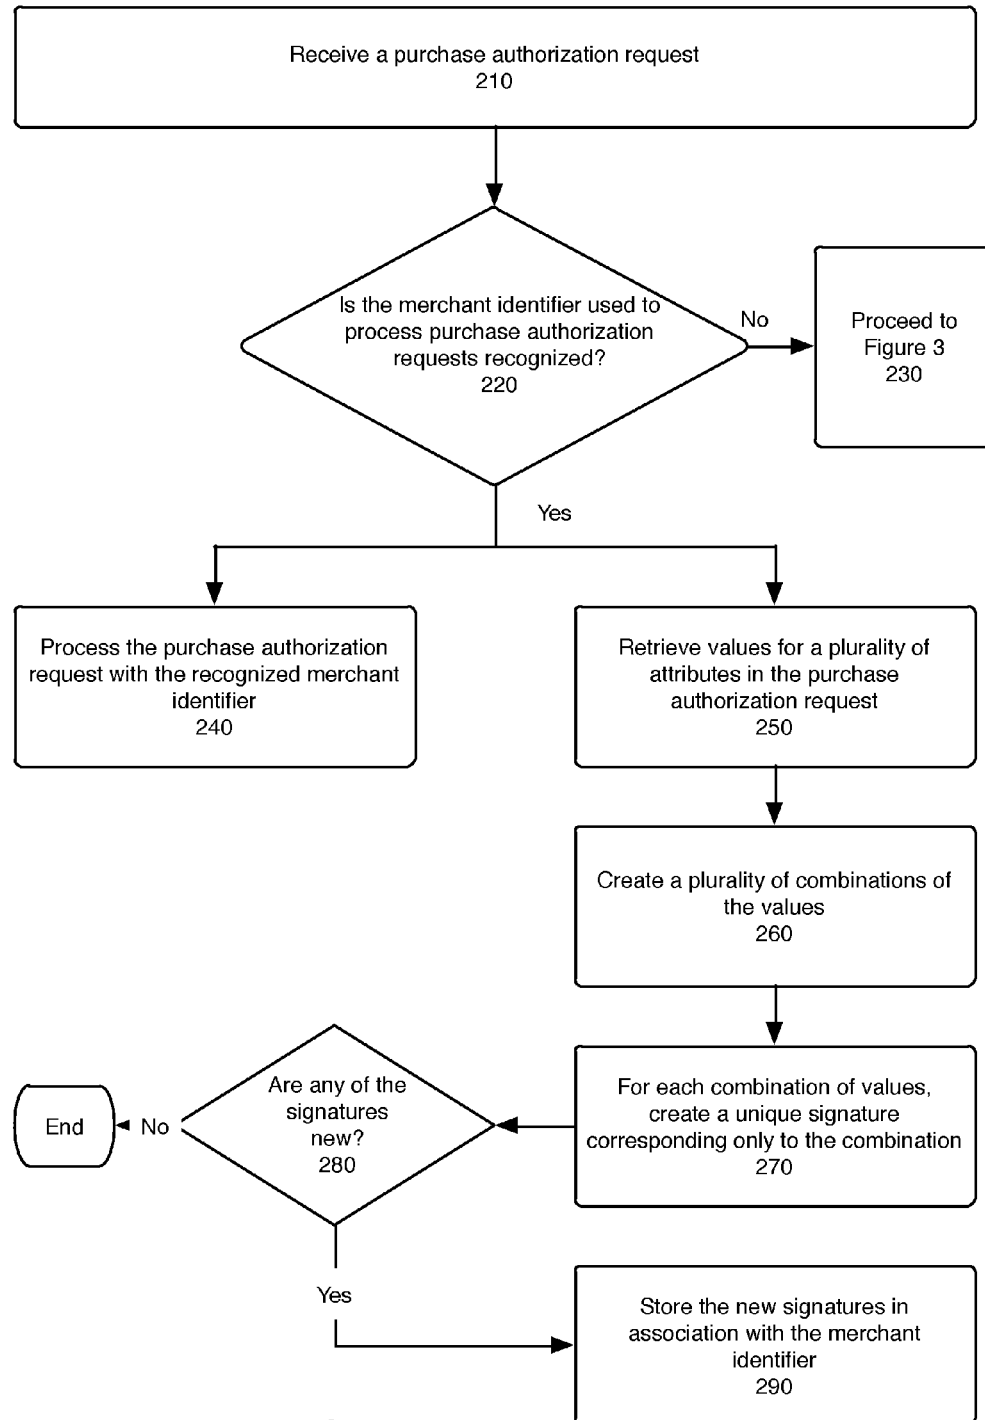 Receive a purchase authorization request
210
Is the merchant identifier used to
process purchase authorization
requests recognized?
220
No
Proceed to
Figure 3
230
Yes
Process the purchase authorization
request with the recognized merchant
identifier
240
Retrieve values for a plurality of
attributes in the purchase
authorization request
250
Create a plurality of combinations of
the values
260
For each combination of values,
create a unique signature
corresponding only to the combination
270
Are any of the
signatures
new?
280
No
End
Yes
Store the new signatures in
association with the merchant
identifier
290